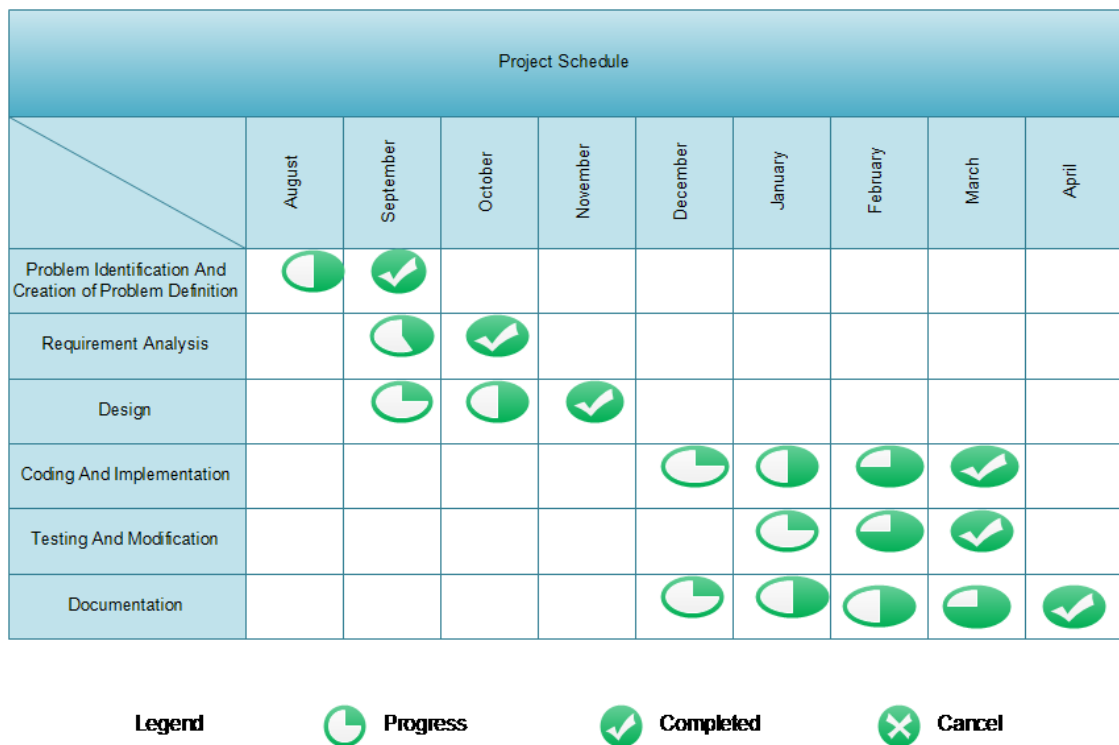 Project Schedule
August
September
October
November
December
January
February
March
April
Problem Identification And
Creation of Problem Definition
Requirement Analysis
Design
Coding And Implementation
Testing And Modification
Documentation
Legend
Progress
Completed
Cancel